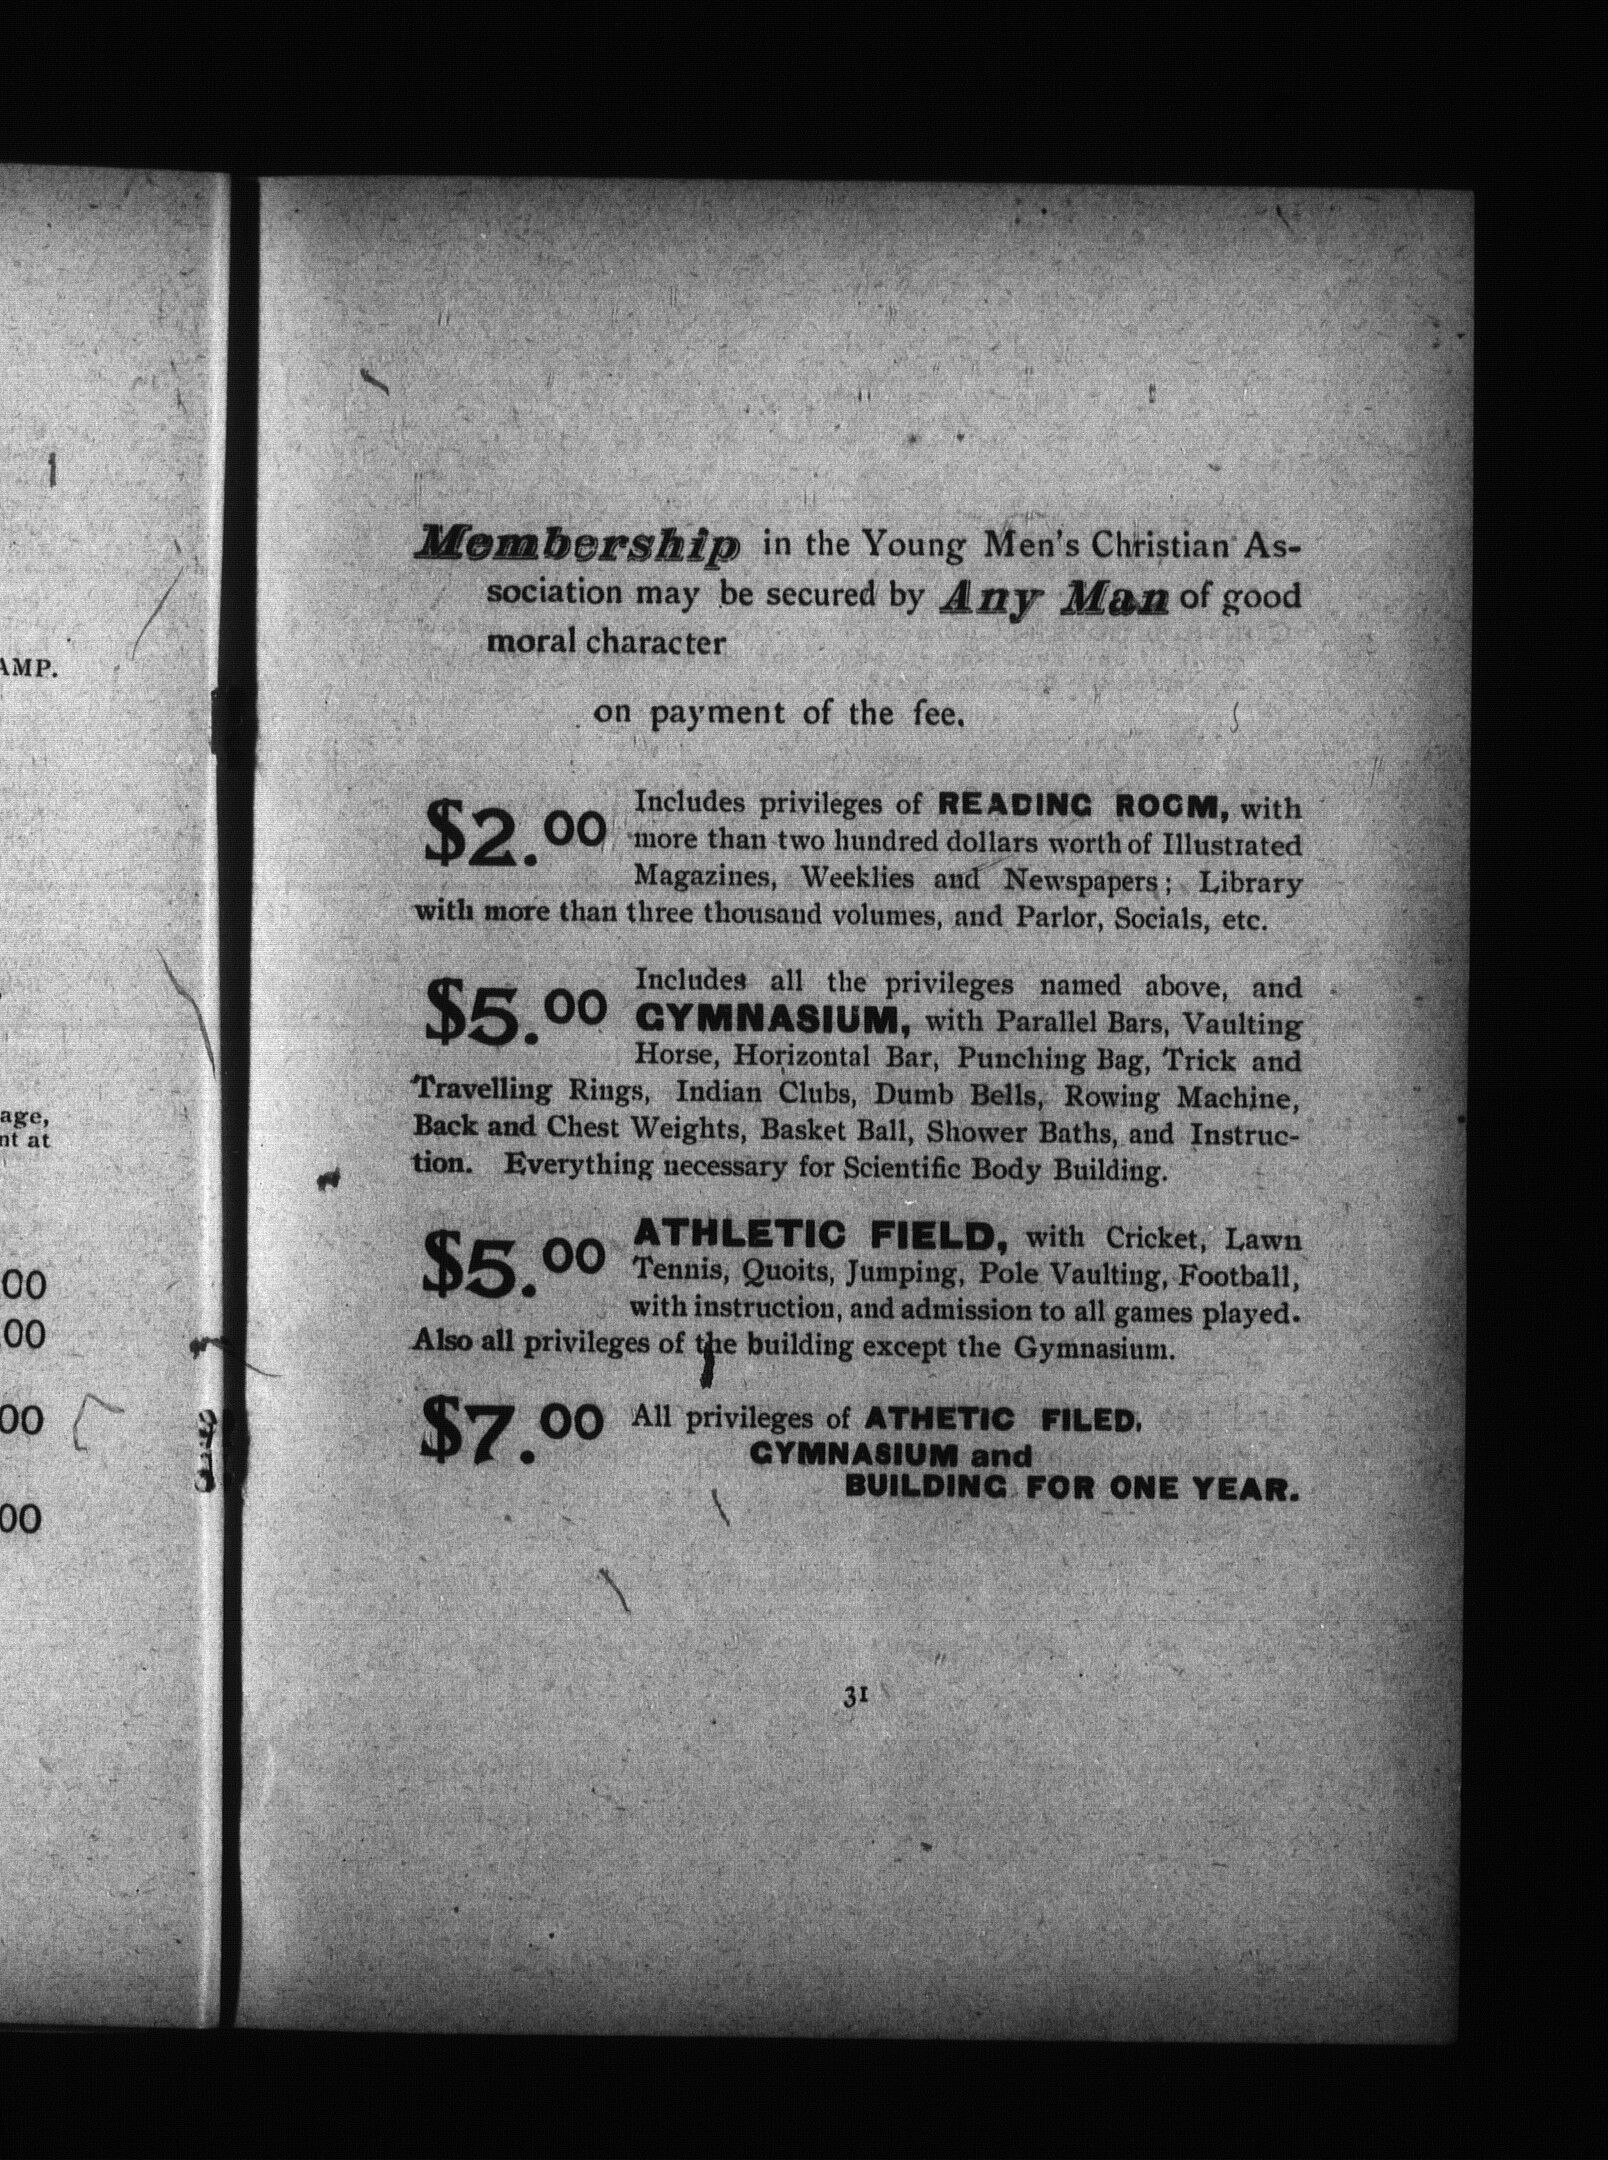 AMP.
age,
nt at
00
.00
00
00
Membership in the Young Men's Christian As-
sociation may be secured by Any Man of good
moral character
on payment of the fee.
$2.00 Includes privileges of READING ROOM, with
more than two hundred dollars worth of Illustrated
Magazines, Weeklies and Newspapers; Library
with more than three thousand volumes, and Parlor, Socials, etc.
$5.00 Includes all the privileges named above, and
GYMNASIUM, with Parallel Bars, Vaulting
Horse, Horizontal Bar, Punching Bag, Trick and
Travelling Rings, Indian Clubs, Dumb Bells, Rowing Machine,
Back and Chest Weights, Basket Ball, Shower Baths, and Instruc-
tion. Everything necessary for Scientific Body Building.
$5.00 ATHLETIC FIELD, with Cricket, Lawn
Tennis, Quoits, Jumping, Pole Vaulting, Football,
with instruction, and admission to all games played.
Also all privileges of the building except the Gymnasium.
$7.00 All privileges of ATHETIC FILED,
GYMNASIUM and
BUILDING FOR ONE YEAR.
31